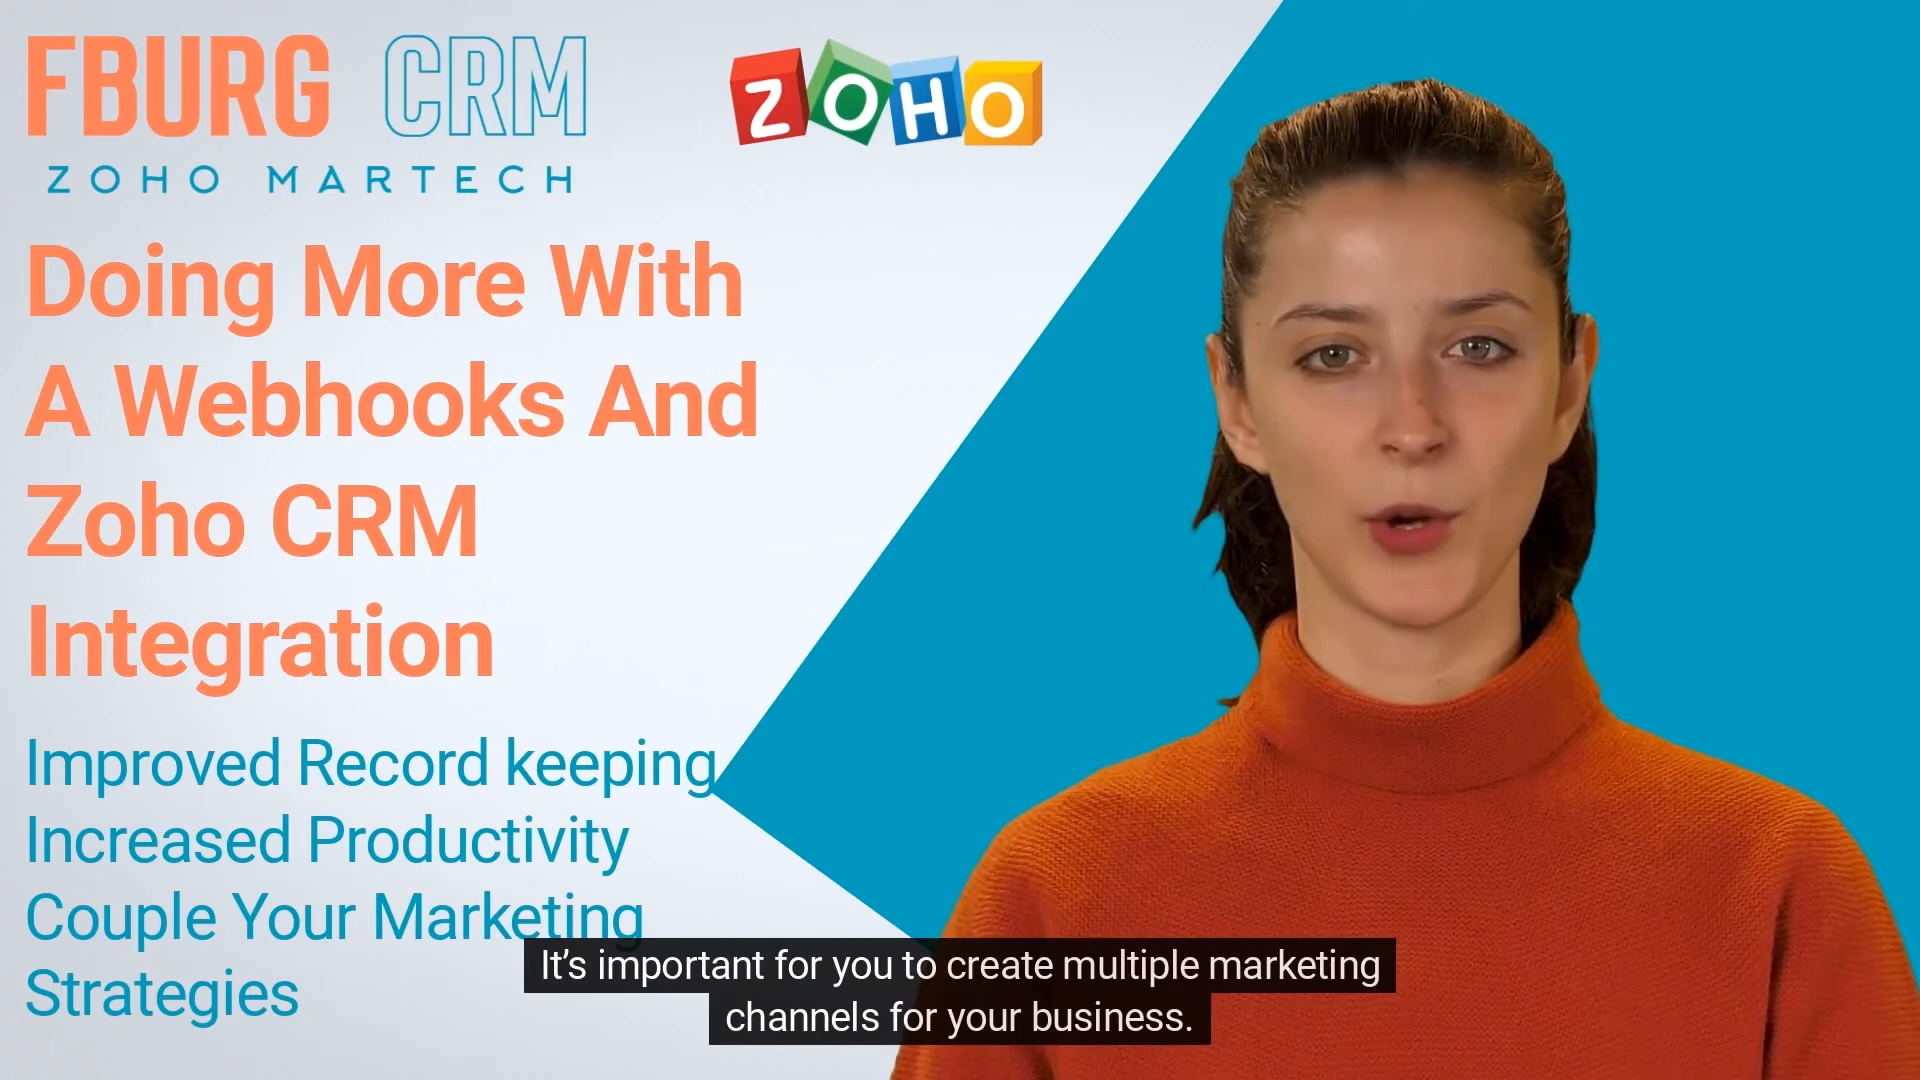 FBURG CRM
ZOHO MARTECH
ZOHO
Doing More With
A Webhooks And
Zoho CRM
Integration
Improved Record keeping
Increased Productivity
Couple Your Marketing
Strategies
It's important for you to create multiple marketing
channels for your business.